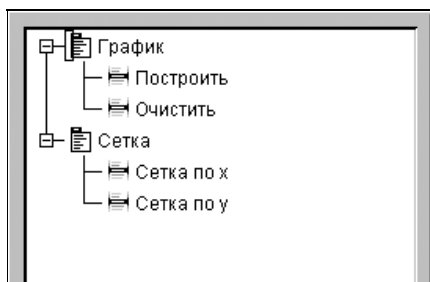 График
Построить
Очистить
Сетка
Сетка по x
Сетка по y